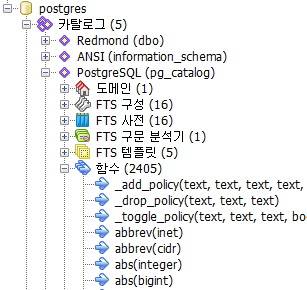 postgres
카탈로그 (5)
Redmond (dbo)
ANSI (information_schema)
PostgreSQL (pg_catalog)
도메인 (1)
FTS 구성 (16)
FTS 사전 (16)
FTS 구문 분석기 (1)
FTS 템플릿 (5)
함수 (2405)
_add_policy(text, text, text, text,
_drop_policy(text, text, text)
_toggle_policy(text, text, text, bo
abbrev(inet)
abbrev(cidr)
abs(integer)
abs(bigint)